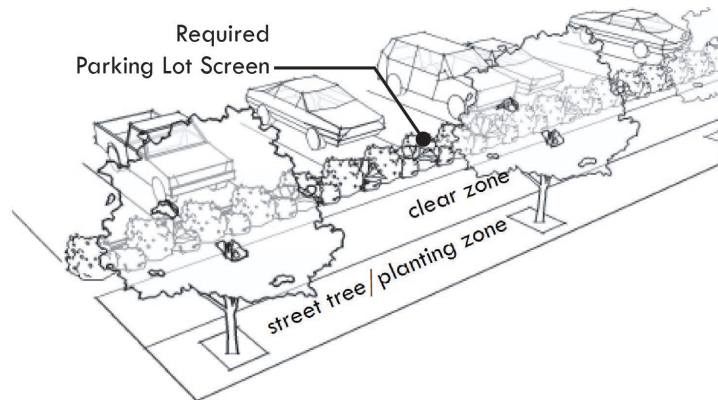 Required
Parking Lot Screen
clear zone
street tree/planting zone